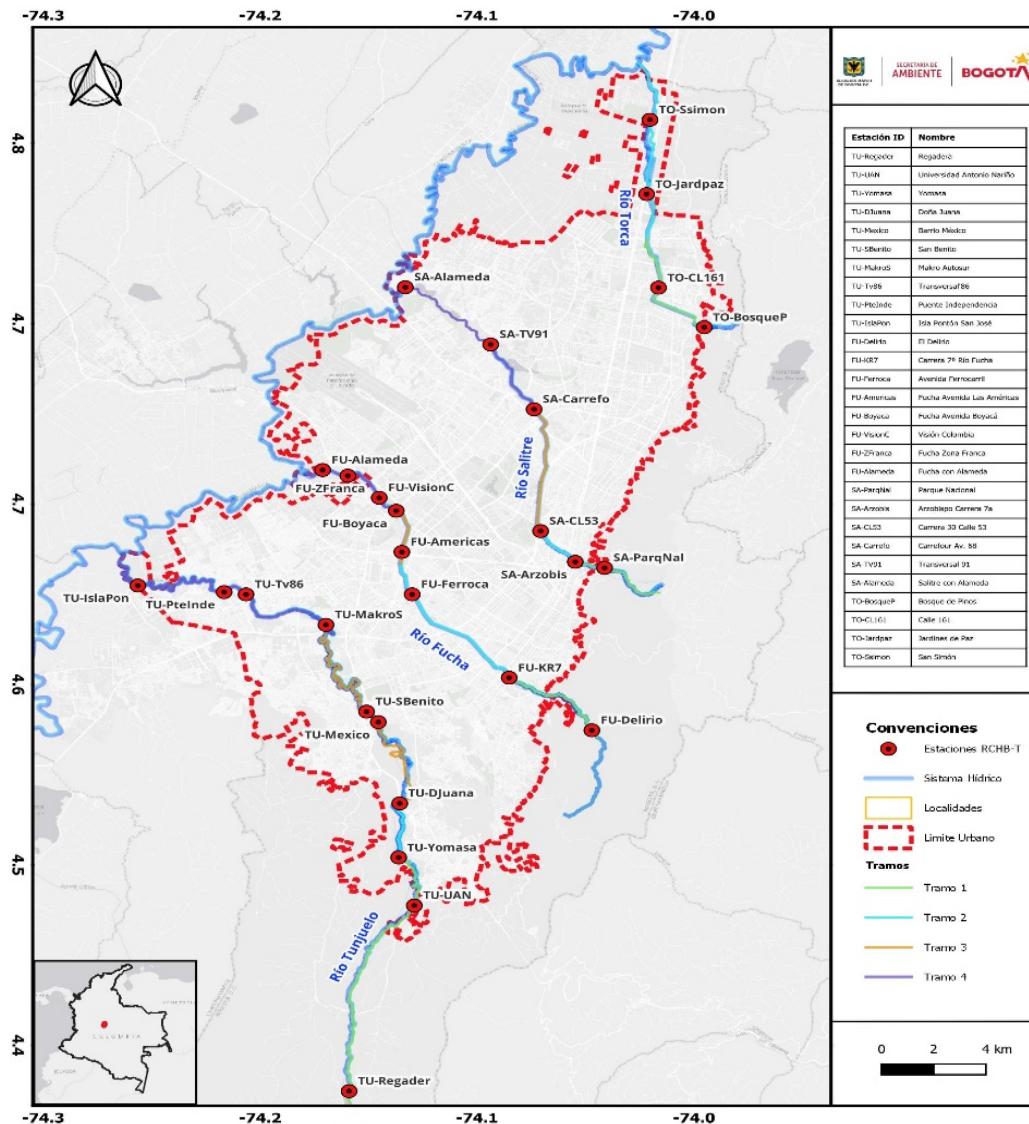 -74.3 -74.2 -74.1 -74.0
4.8
4.7
4.7
4.6
4.5
4.4
TO-Ssimon
TO-Jardpaz
Río Torca
TO-CL161
SA-Alameda
TO-BosqueP
SA-TV91
SA-Carrefo
Río Salitre
FU-Alameda
FU-ZFranca
FU-VisionC
FU-Boyaca
SA-CL53
FU-Americas
SA-ParqNal
SA-Arzobis
TU-Tv86
FU-Ferroca
TU-IslaPon
TU-PteInde
TU-MakroS
Río Fucha
FU-KR7
TU-SBenito
FU-Delirio
TU-Mexico
TU-DJuana
TU-Yomasa
TU-UAN
Río Tunjuelo
TU-Regader
COLOMBIA
-74.3 -74.2 -74.1 -74.0
SECRETARÍA DE
AMBIENTE
BOGOTÁ
Estación ID Nombre
TU-Regader Regadera
TU-UAN Universidad Antonio Nariño
TU-Yomasa Yomasa
TU-DJuana Doña Juana
TU-Mexico Barrio México
TU-SBenito San Benito
TU-MakroS Makro Autosur
TU-Tv86 Transversal 86
TU-PteInde Puente Independencia
TU-IslaPon Isla Pontón San José
FU-Delirio El Delirio
FU-KR7 Carrera 7ª Río Fucha
FU-Ferroca Avenida Ferrocarril
FU-Americas Fucha Avenida Las Américas
FU-Boyaca Fucha Avenida Boyacá
FU-VisionC Visión Colombia
FU-ZFranca Fucha Zona Franca
FU-Alameda Fucha con Alameda
SA-ParqNal Parque Nacional
SA-Arzobis Arzobispo Carrera 7a
SA-CL53 Carrera 30 Calle 53
SA-Carrefo Carrefour Av. 68
SA-TV91 Transversal 91
SA-Alameda Salitre con Alameda
TO-BosqueP Bosque de Pinos
TO-CL161 Calle 161
TO-Jardpaz Jardines de Paz
TO-Ssimon San Simón
Convenciones
Estaciones RCHB-T
Sistema Hídrico
Localidades
Limite Urbano
Tramos
Tramo 1
Tramo 2
Tramo 3
Tramo 4
0 2 4 km